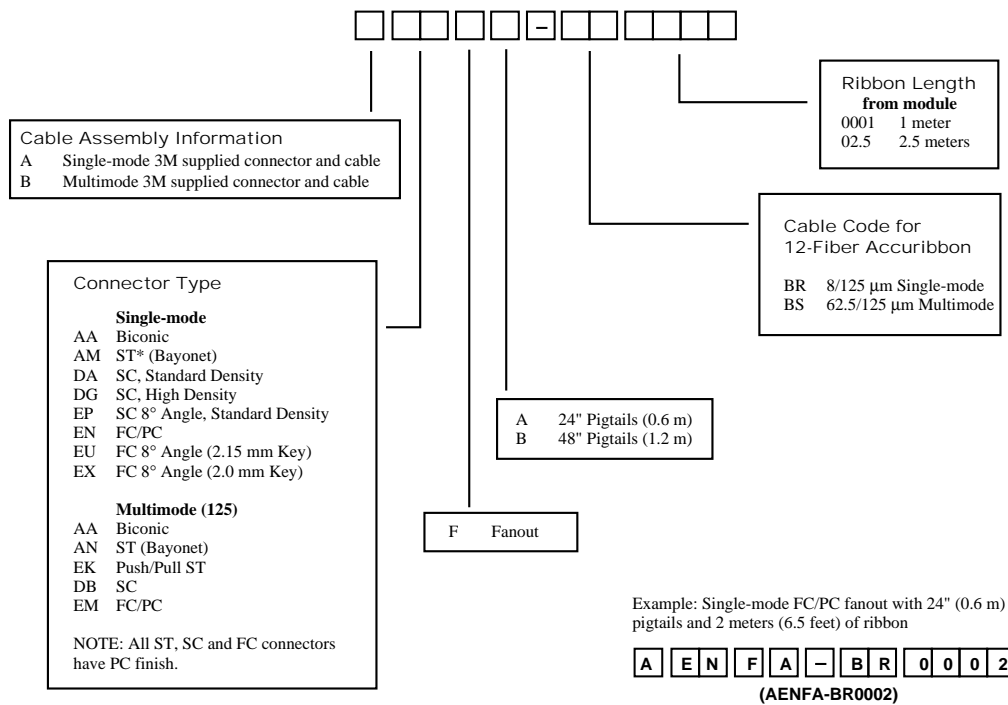 –
Ribbon Length
from module
0001 1 meter
02.5 2.5 meters
Cable Assembly Information
A Single-mode 3M supplied connector and cable
B Multimode 3M supplied connector and cable
Cable Code for
12-Fiber Accuribbon
BR 8/125 µm Single-mode
BS 62.5/125 µm Multimode
Connector Type
Single-mode
AA Biconic
AM ST* (Bayonet)
DA SC, Standard Density
DG SC, High Density
EP SC 8° Angle, Standard Density
EN FC/PC
EU FC 8° Angle (2.15 mm Key)
EX FC 8° Angle (2.0 mm Key)
Multimode (125)
AA Biconic
AN ST (Bayonet)
EK Push/Pull ST
DB SC
EM FC/PC
NOTE: All ST, SC and FC connectors
have PC finish.
A 24" Pigtails (0.6 m)
B 48" Pigtails (1.2 m)
F Fanout
Example: Single-mode FC/PC fanout with 24" (0.6 m)
pigtails and 2 meters (6.5 feet) of ribbon
A E N F A – B R 0 0 0 2
(AENFA-BR0002)